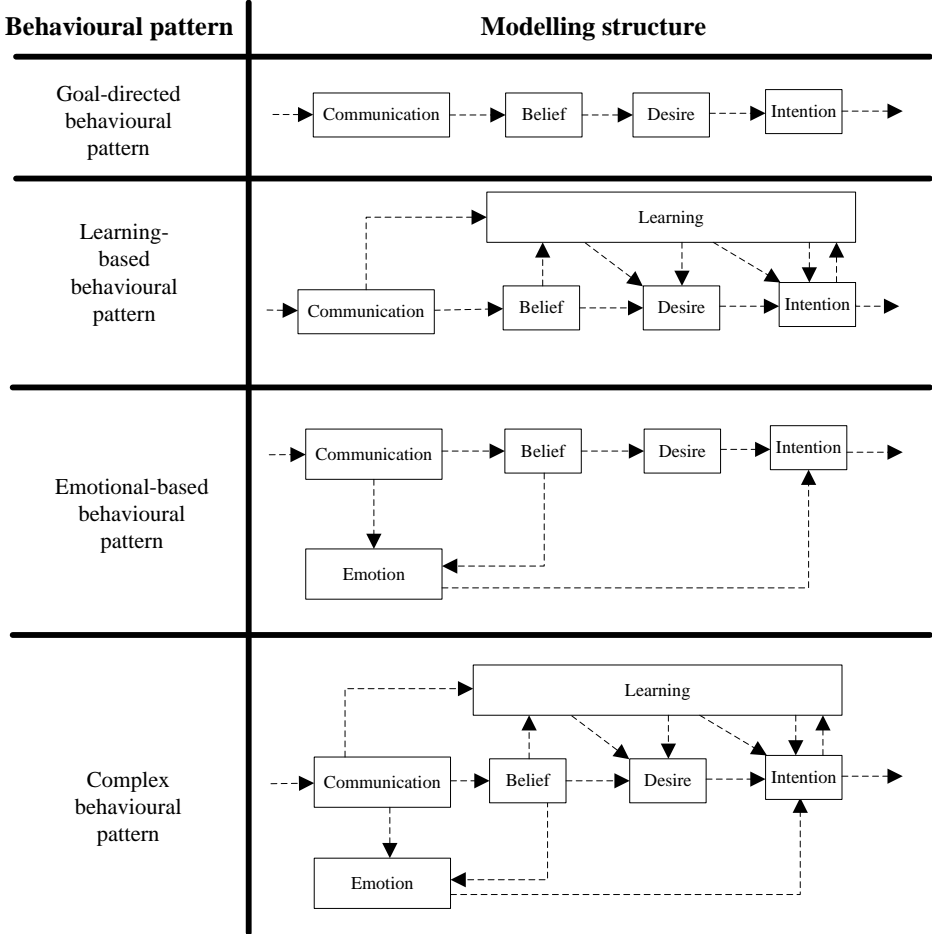 Behavioural pattern
Modelling structure
Goal-directed
behavioural
pattern
Communication
Belief
Desire
Intention
Learning-
based
behavioural
pattern
Learning
Communication
Belief
Desire
Intention
Emotional-based
behavioural
pattern
Communication
Belief
Desire
Intention
Emotion
Complex
behavioural
pattern
Learning
Communication
Belief
Desire
Intention
Emotion